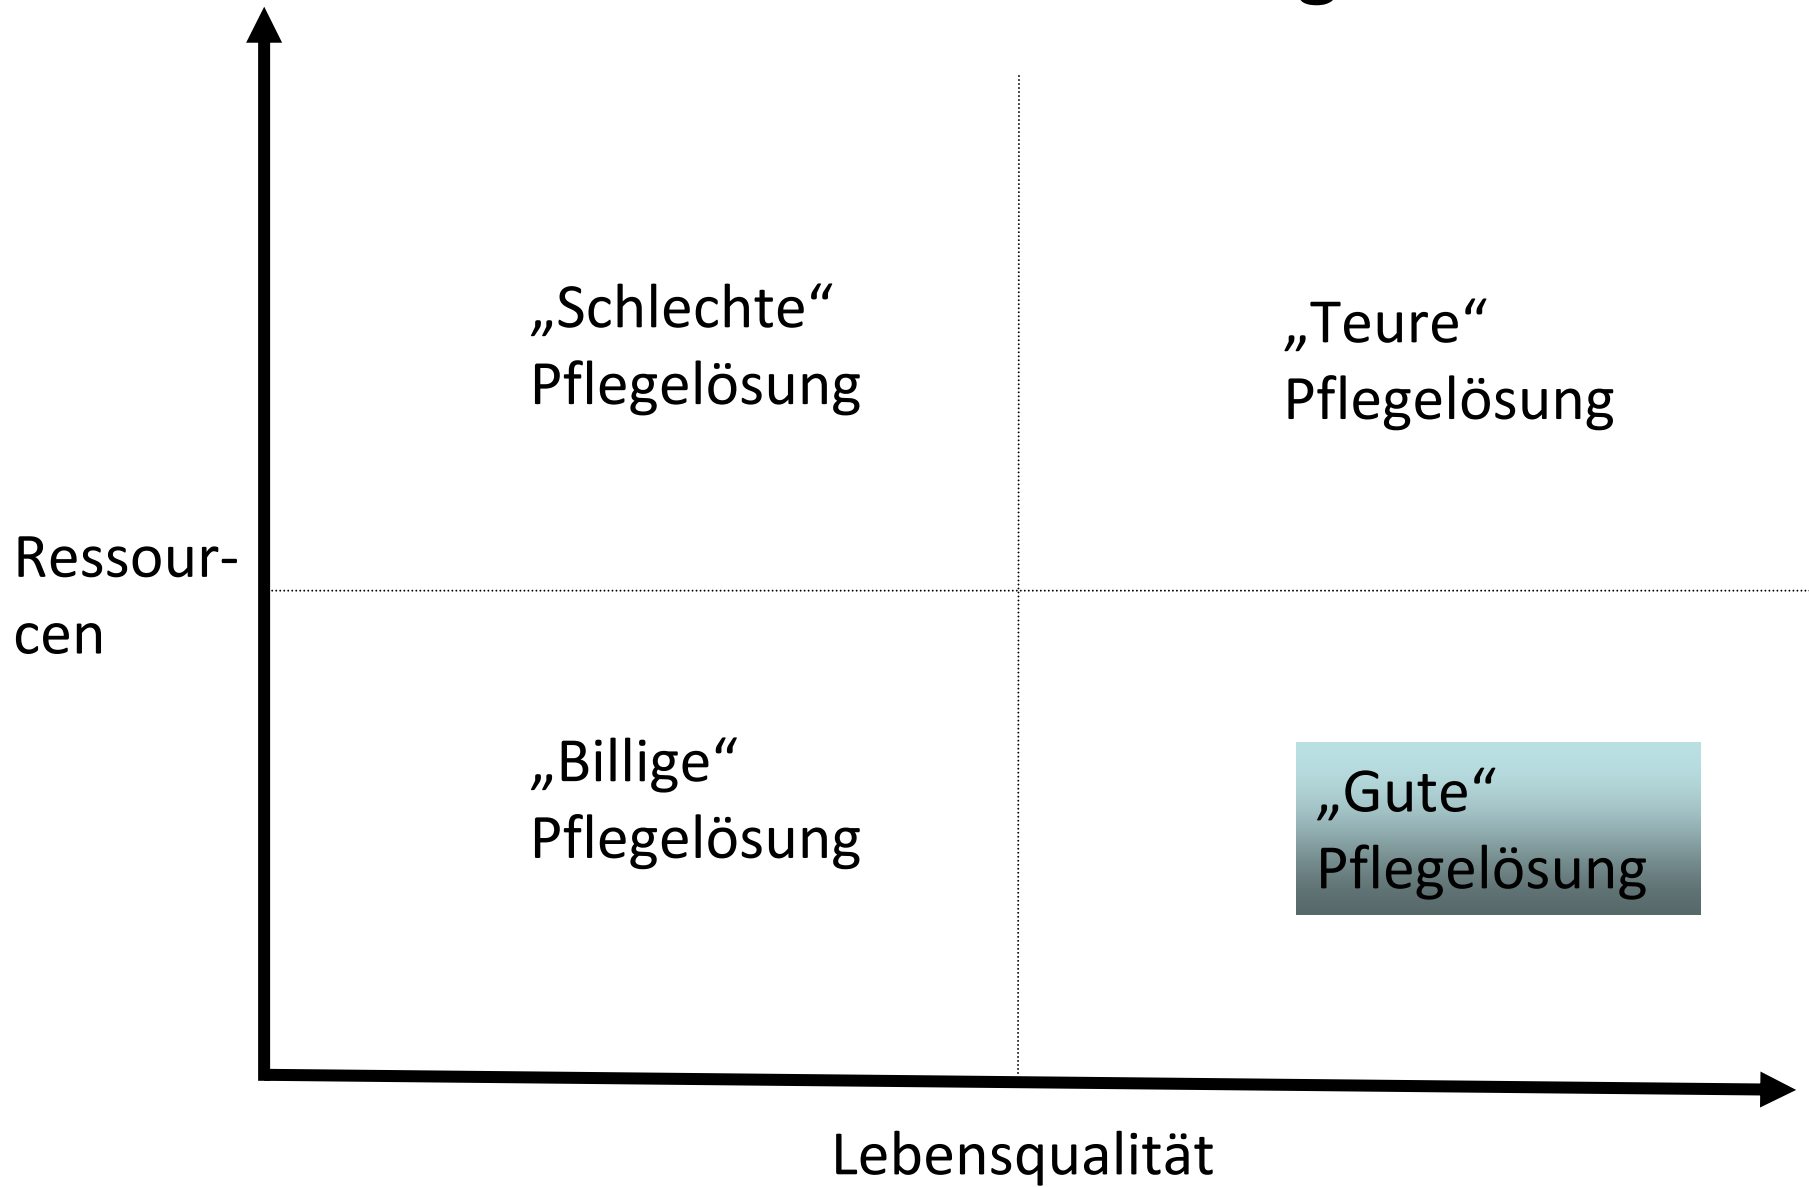 „Schlechte“
Pflegelösung
„Teure“
Pflegelösung
Ressour-
cen
„Billige“
Pflegelösung
„Gute“
Pflegelösung
Lebensqualität